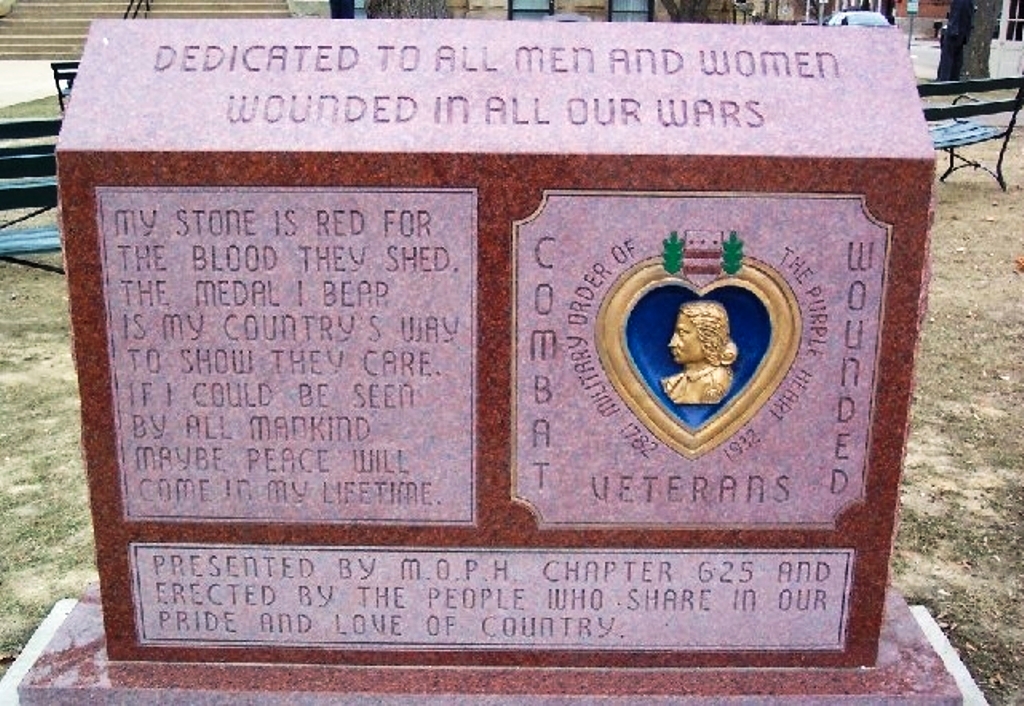 DEDICATED TO ALL MEN AND WOMEN
WOUNDED IN ALL OUR WARS
MY STONE IS RED FOR
THE BLOOD THEY SHED.
THE MEDAL I BEAR
IS MY COUNTRY'S WAY
TO SHOW THEY CARE.
IF I COULD BE SEEN
BY ALL MANKIND
MAYBE PEACE WILL
COME IN MY LIFETIME.
COMBAT
WOUNDED
VETERANS
MILITARY ORDER OF
THE PURPLE HEART
1782
1932
PRESENTED BY M.O.P.H. CHAPTER 625 AND
ERECTED BY THE PEOPLE WHO SHARE IN OUR
PRIDE AND LOVE OF COUNTRY.